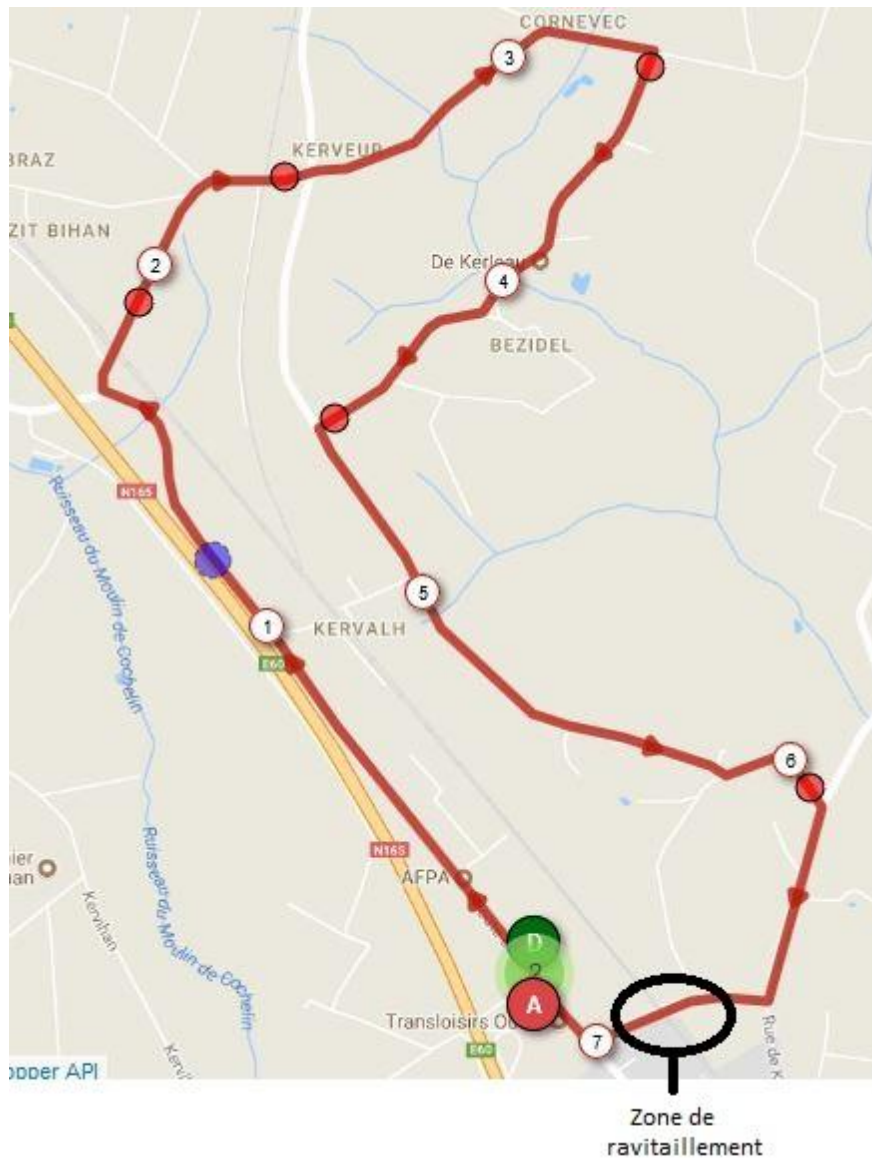 CORNEVEC
3
BRAZ
KERVEUR
ZIT BIHAN
2
De Kerleau
4
BEZIDEL
N165
Ruisseau du Moulin de Cochelin
5
1
KERVALH
E60
6
N165
AFPA
Kervihan
Ruisseau du Moulin de Cochelin
D
2
A
Transloisirs Ou
7
E60
Rue de K
opper API
Zone de
ravitaillement